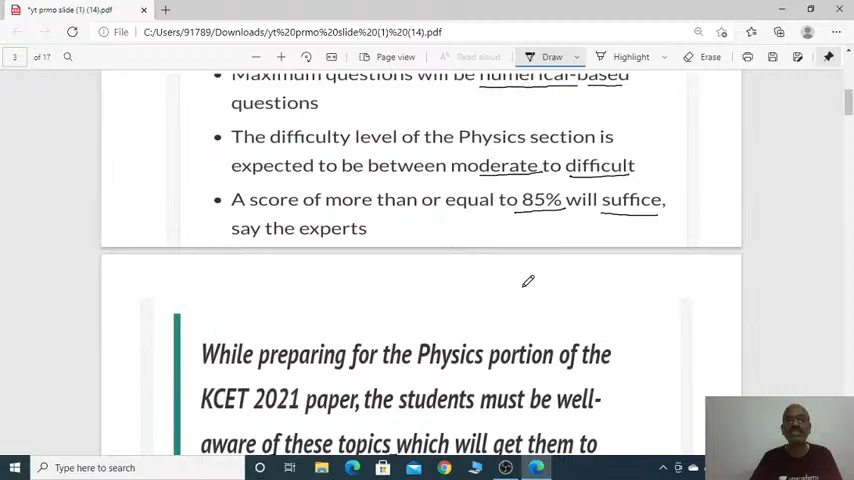 *yt prmo slide (1) (14).pdf
File C:/Users/91789/Downloads/yt%20prmo%20slide%20(1)%20(14).pdf
3 of 17 Page view Read aloud Draw Highlight Erase
• Maximum questions will be numerical-based
questions
• The difficulty level of the Physics section is
expected to be between moderate to difficult
• A score of more than or equal to 85% will suffice,
say the experts
While preparing for the Physics portion of the
KCET 2021 paper, the students must be well-
aware of these topics which will get them to
unacademy
Type here to search